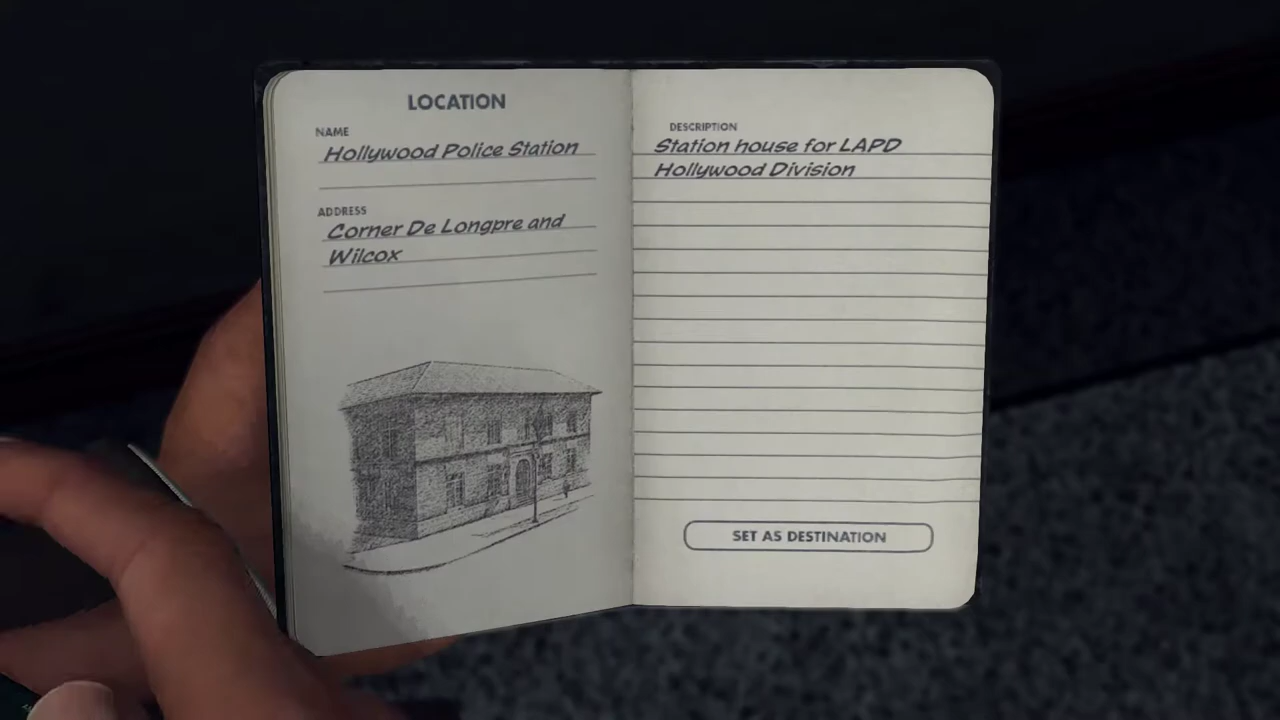 LOCATION
NAME
Hollywood Police Station
ADDRESS
Corner De Longpre and
Wilcox
DESCRIPTION
Station house for LAPD
Hollywood Division
SET AS DESTINATION